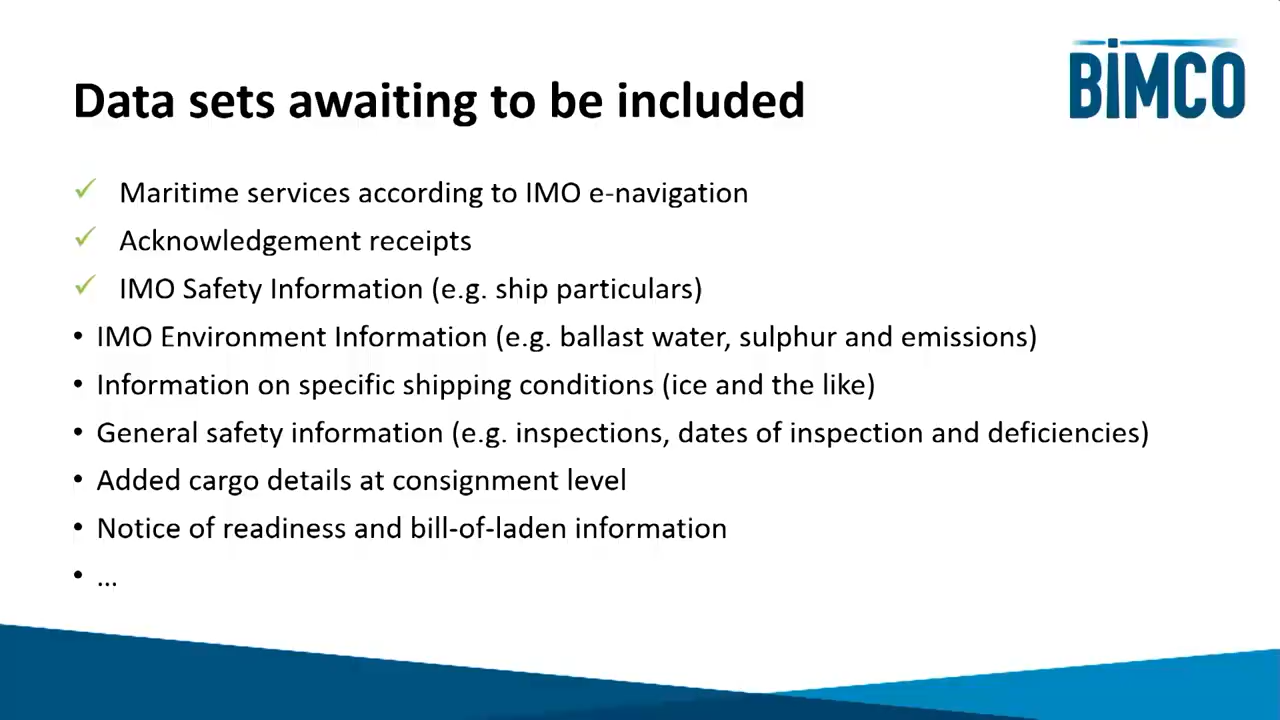 BIMCO
Data sets awaiting to be included
✓ Maritime services according to IMO e-navigation
✓ Acknowledgement receipts
✓ IMO Safety Information (e.g. ship particulars)
• IMO Environment Information (e.g. ballast water, sulphur and emissions)
• Information on specific shipping conditions (ice and the like)
• General safety information (e.g. inspections, dates of inspection and deficiencies)
• Added cargo details at consignment level
• Notice of readiness and bill-of-laden information
• ...